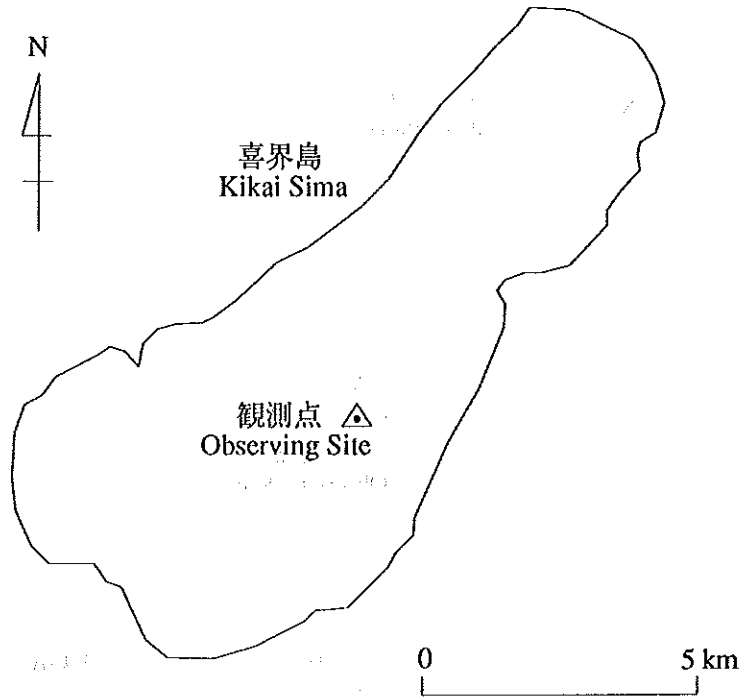 N
喜界島
Kikai Sima
観測点
Observing Site
0 5 km